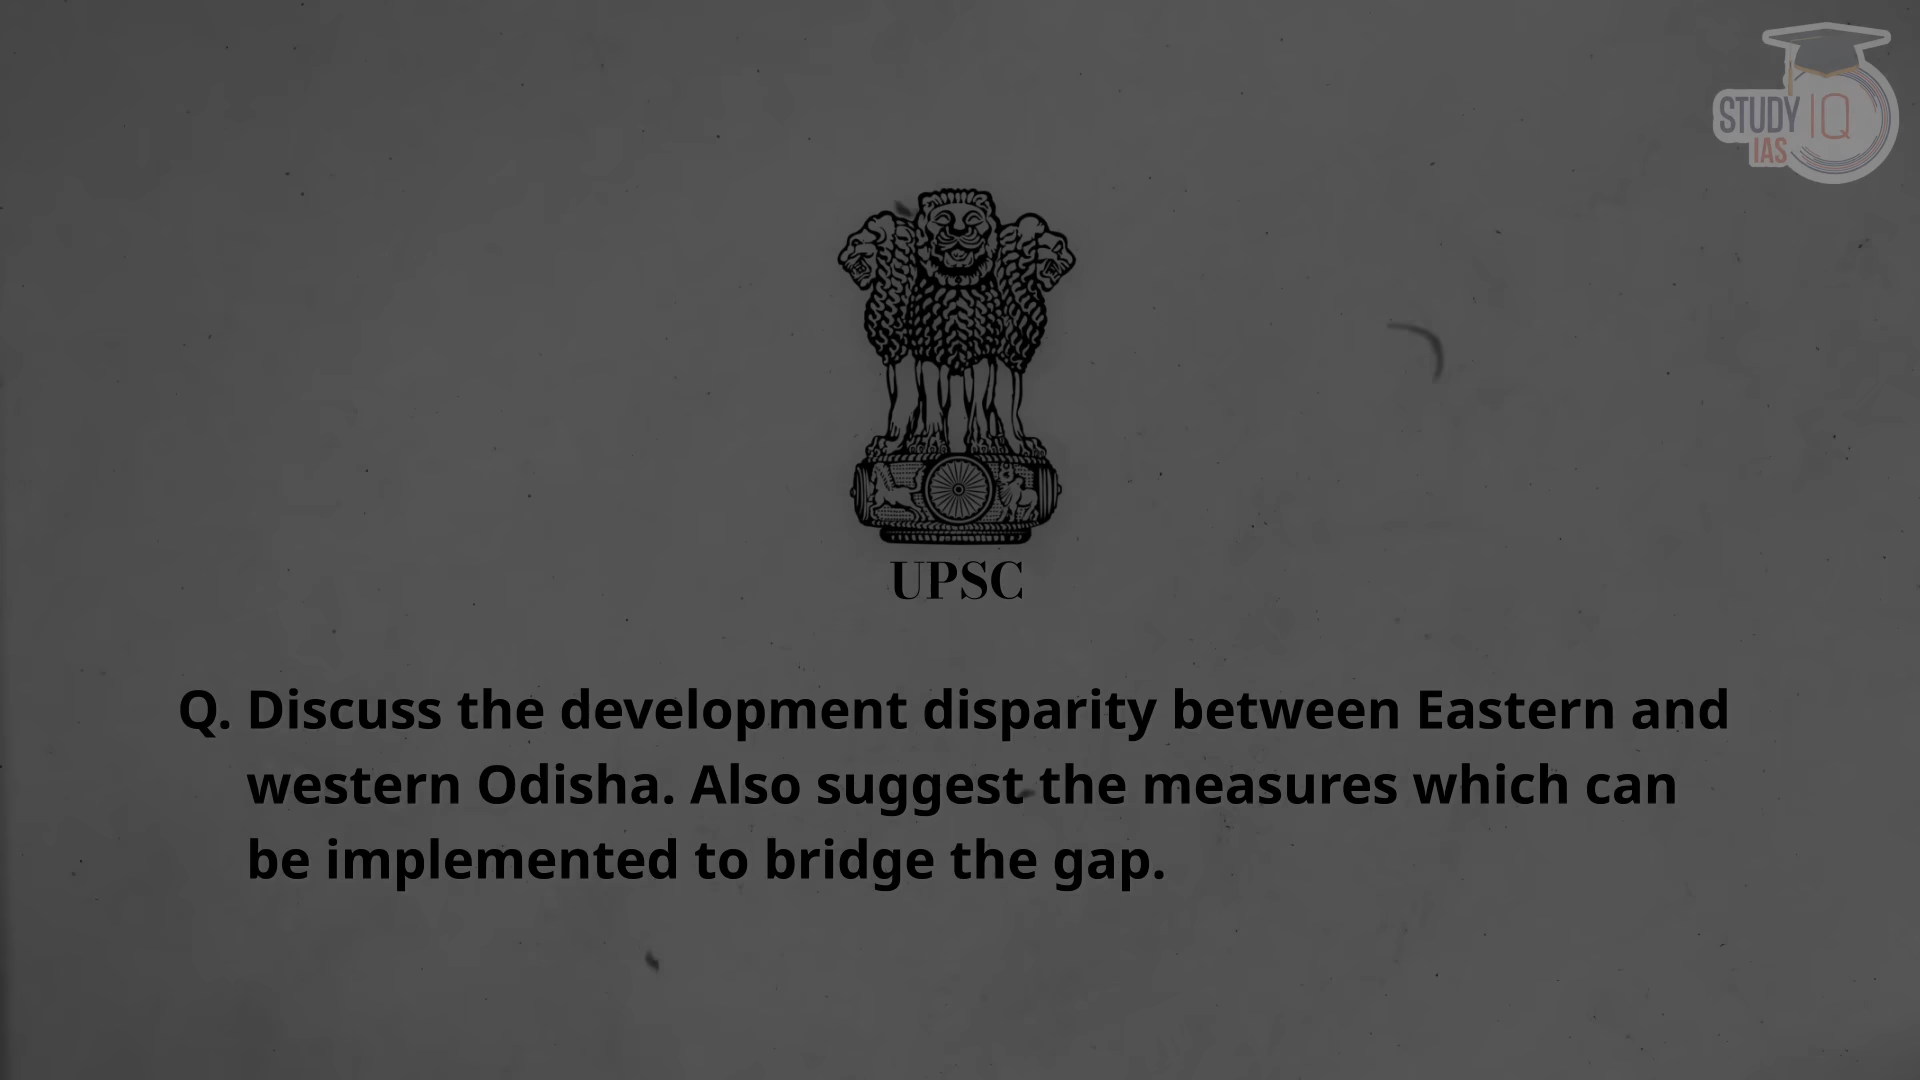 STUDY IQ
IAS
UPSC
Q. Discuss the development disparity between Eastern and
western Odisha. Also suggest the measures which can
be implemented to bridge the gap.